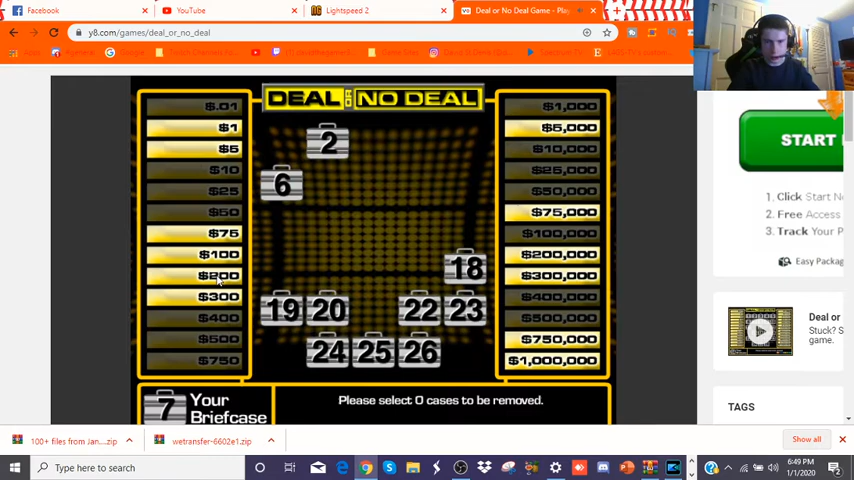 Facebook
YouTube
Lightspeed 2
Deal or No Deal Game - Play
y8.com/games/deal_or_no_deal
Apps
Google
DEAL OR NO DEAL
$.01
$1
$5
$10
$25
$50
$75
$100
$200
$300
$400
$500
$750
2
6
18
19 20 22 23
24 25 26
$1,000
$5,000
$10,000
$25,000
$50,000
$75,000
$100,000
$200,000
$300,000
$400,000
$500,000
$750,000
$1,000,000
7 Your
Briefcase
Please select 0 cases to be removed.
START
1. Click Start N
2. Free Access
3. Track Your P
Easy Package
Deal or
Stuck? S
game.
TAGS
100+ files from Jan....zip
wetransfer-6602e1.zip
Show all
Type here to search
6:49 PM
1/1/2020
2